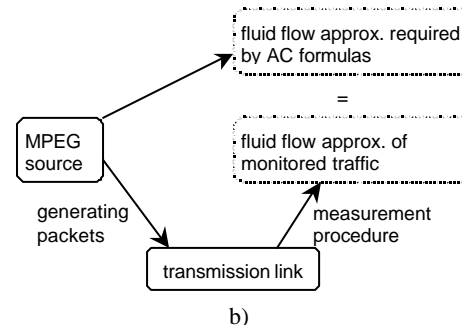 fluid flow approx. required
by AC formulas
=
MPEG
source
fluid flow approx. of
monitored traffic
generating
packets
measurement
procedure
transmission link
b)